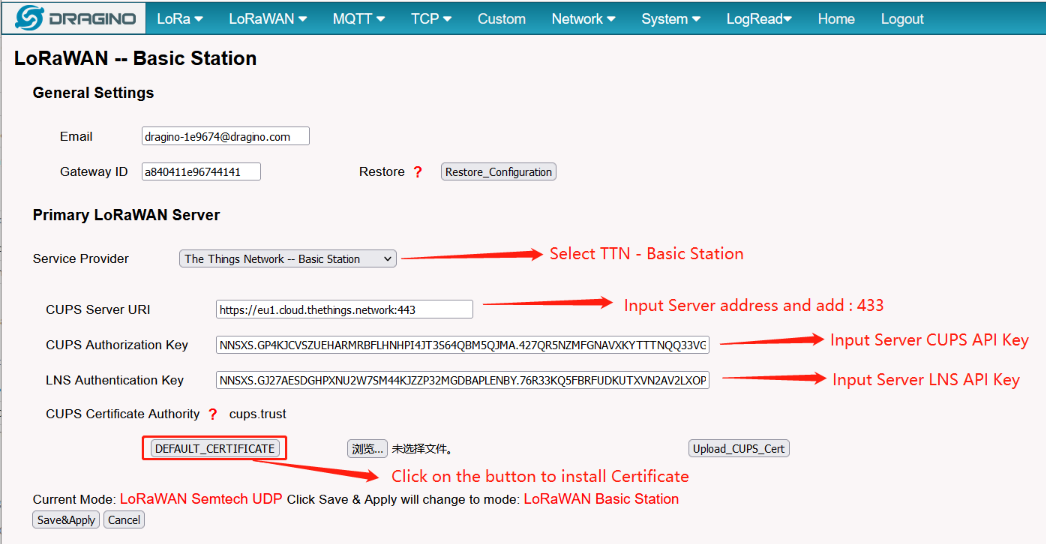 DRAGINO LoRa LoRaWAN MQTT TCP Custom Network System LogRead Home Logout
LoRaWAN -- Basic Station
General Settings
Email dragino-1e9674@dragino.com
Gateway ID a840411e96744141 Restore ? Restore_Configuration
Primary LoRaWAN Server
Service Provider The Things Network -- Basic Station Select TTN - Basic Station
CUPS Server URI https://eu1.cloud.thethings.network:443 Input Server address and add : 433
CUPS Authorization Key NNSXS.GP4KJCVSZUEHARMRBFLHNHPI4JT3S64QBM5QJMA.427QR5NZMFGNAVXKYTTTNQQ33VG Input Server CUPS API Key
LNS Authentication Key NNSXS.GJ27AESDGHPXNU2W7SM44KJZZP32MGDBAPLENBY.76R33KQ5FBRFUDKUTXVN2AV2LXOP Input Server LNS API Key
CUPS Certificate Authority ? cups.trust
DEFAULT_CERTIFICATE 浏览... 未选择文件。 Upload_CUPS_Cert
Click on the button to install Certificate
Current Mode: LoRaWAN Semtech UDP Click Save & Apply will change to mode: LoRaWAN Basic Station
Save&Apply Cancel